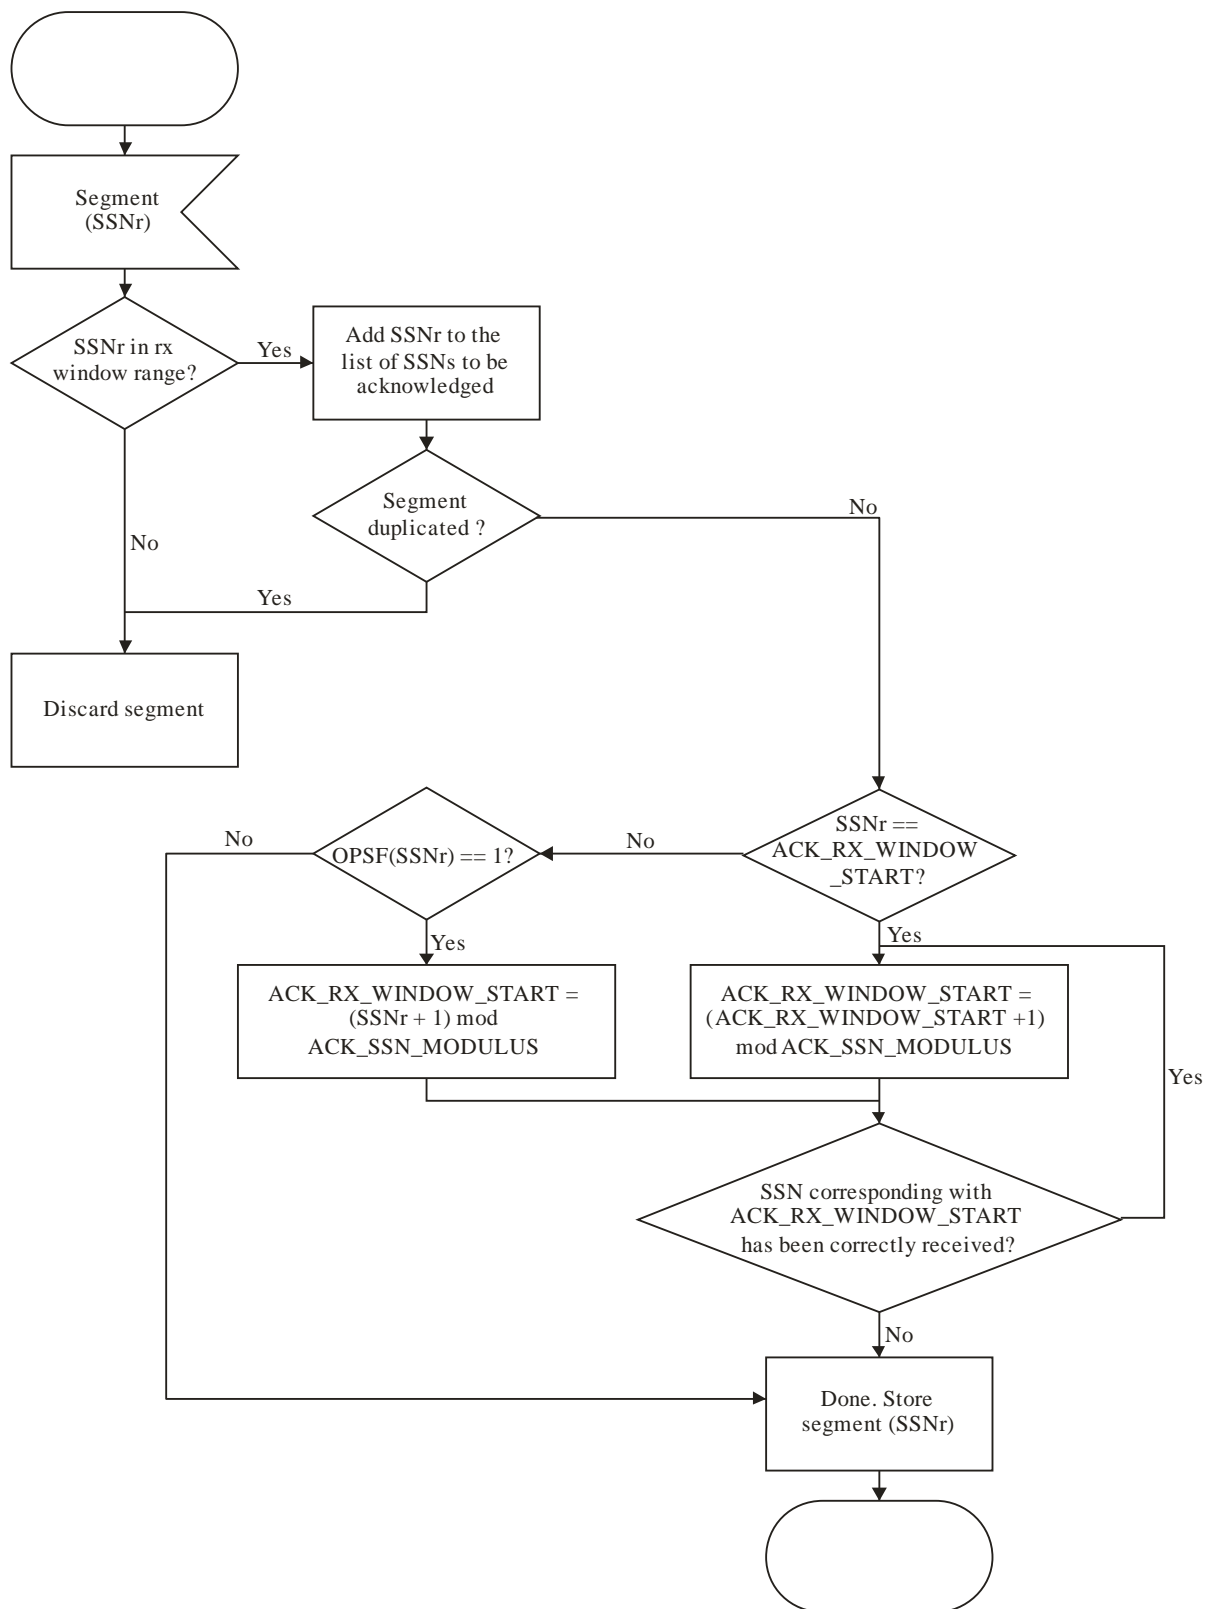 Segment
(SSNr)
SSNr in rx
window range?
Yes
Add SSNr to the
list of SSNs to be
acknowledged
Segment
duplicated ?
No
No
Yes
Discard segment
SSNr ==
ACK_RX_WINDOW
_START?
No
OPSF(SSNr) == 1?
No
Yes
Yes
ACK_RX_WINDOW_START =
(SSNr + 1) mod
ACK_SSN_MODULUS
ACK_RX_WINDOW_START =
(ACK_RX_WINDOW_START +1)
mod ACK_SSN_MODULUS
Yes
SSN corresponding with
ACK_RX_WINDOW_START
has been correctly received?
No
Done. Store
segment (SSNr)